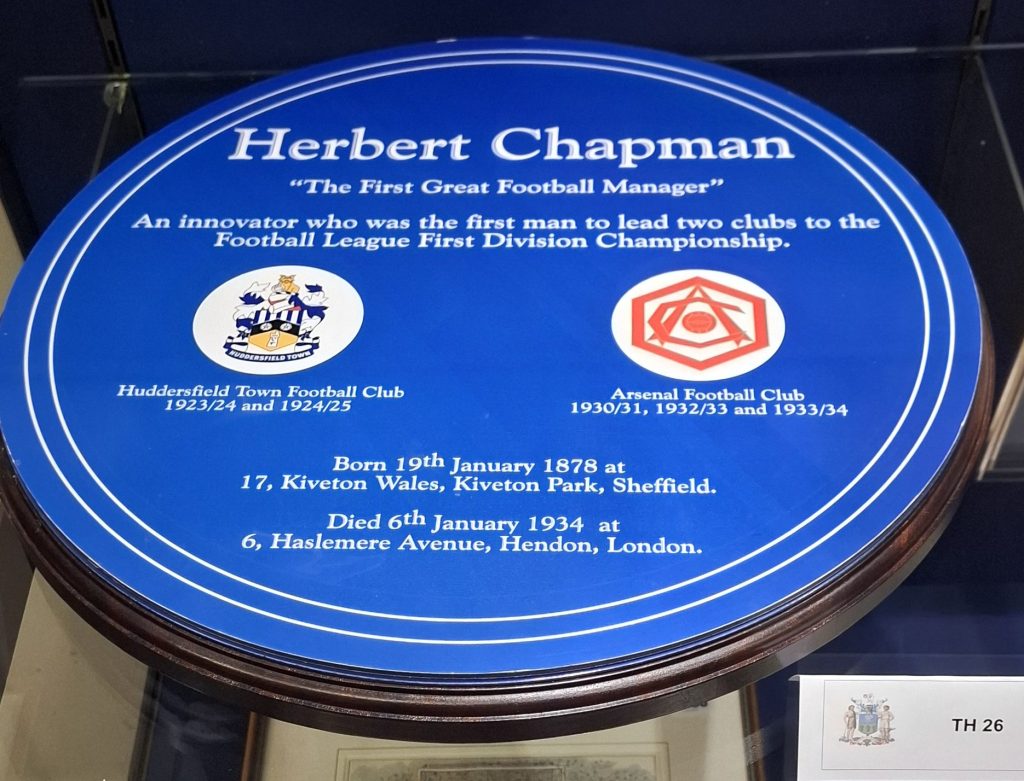 Herbert Chapman
“The First Great Football Manager”
An innovator who was the first man to lead two clubs to the
Football League First Division Championship.
HUDDERSFIELD TOWN
Huddersfield Town Football Club
1923/24 and 1924/25
Arsenal Football Club
1930/31, 1932/33 and 1933/34
Born 19th January 1878 at
17, Kiveton Wales, Kiveton Park, Sheffield.
Died 6th January 1934 at
6, Haslemere Avenue, Hendon, London.
TH 26